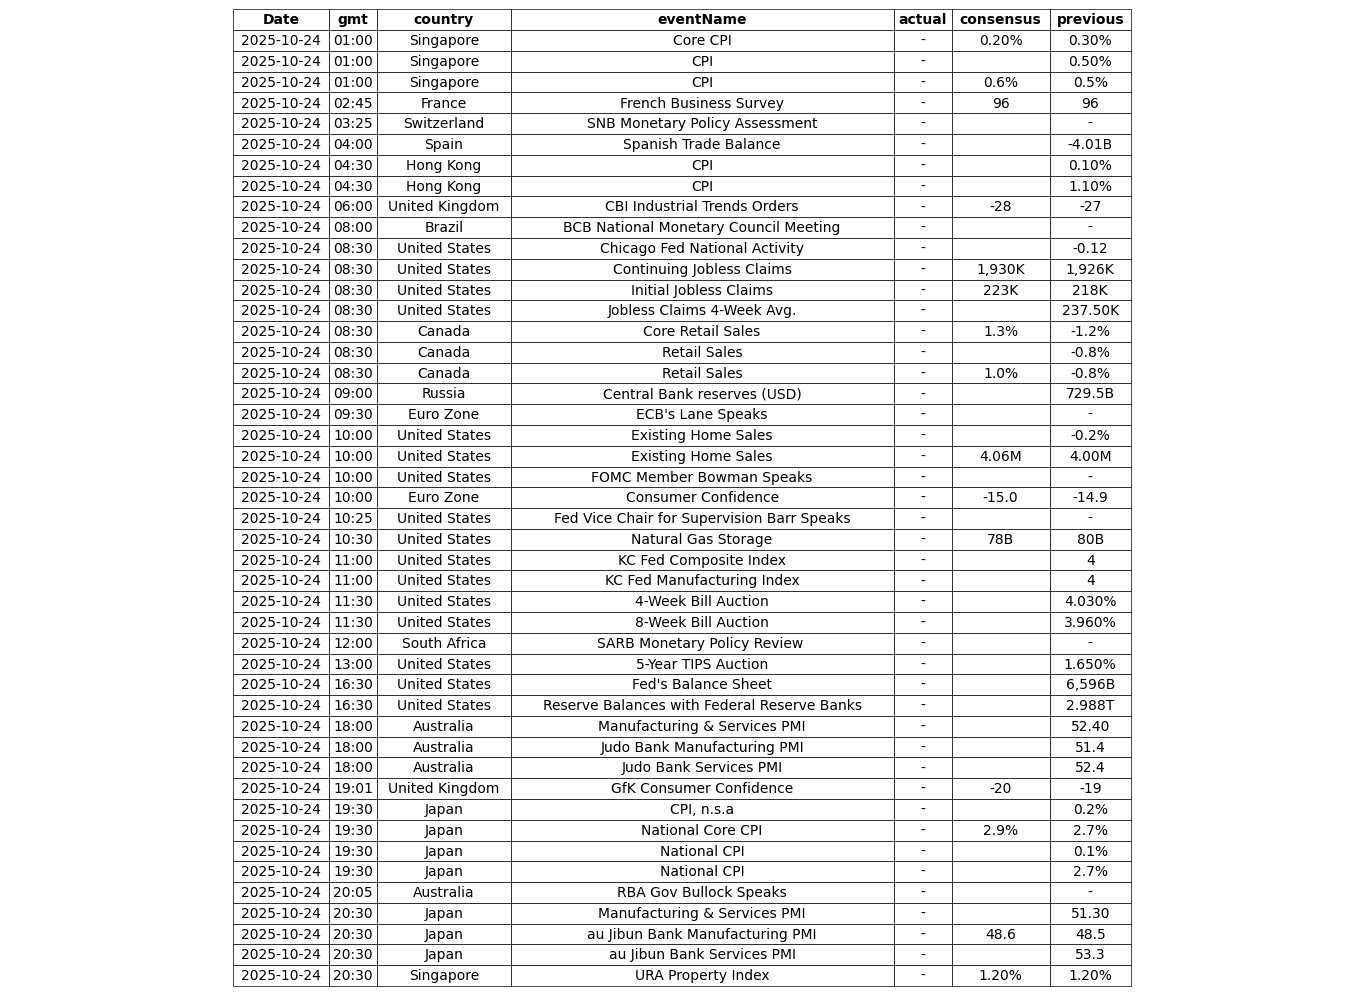 Date gmt country eventName actual consensus previous
2025-10-24 01:00 Singapore Core CPI - 0.20% 0.30%
2025-10-24 01:00 Singapore CPI - 0.50%
2025-10-24 01:00 Singapore CPI - 0.6% 0.5%
2025-10-24 02:45 France French Business Survey - 96 96
2025-10-24 03:25 Switzerland SNB Monetary Policy Assessment - -
2025-10-24 04:00 Spain Spanish Trade Balance - -4.01B
2025-10-24 04:30 Hong Kong CPI - 0.10%
2025-10-24 04:30 Hong Kong CPI - 1.10%
2025-10-24 06:00 United Kingdom CBI Industrial Trends Orders - -28 -27
2025-10-24 08:00 Brazil BCB National Monetary Council Meeting - -
2025-10-24 08:30 United States Chicago Fed National Activity - -0.12
2025-10-24 08:30 United States Continuing Jobless Claims - 1,930K 1,926K
2025-10-24 08:30 United States Initial Jobless Claims - 223K 218K
2025-10-24 08:30 United States Jobless Claims 4-Week Avg. - 237.50K
2025-10-24 08:30 Canada Core Retail Sales - 1.3% -1.2%
2025-10-24 08:30 Canada Retail Sales - -0.8%
2025-10-24 08:30 Canada Retail Sales - 1.0% -0.8%
2025-10-24 09:00 Russia Central Bank reserves (USD) - 729.5B
2025-10-24 09:30 Euro Zone ECB's Lane Speaks - -
2025-10-24 10:00 United States Existing Home Sales - -0.2%
2025-10-24 10:00 United States Existing Home Sales - 4.06M 4.00M
2025-10-24 10:00 United States FOMC Member Bowman Speaks - -
2025-10-24 10:00 Euro Zone Consumer Confidence - -15.0 -14.9
2025-10-24 10:25 United States Fed Vice Chair for Supervision Barr Speaks - -
2025-10-24 10:30 United States Natural Gas Storage - 78B 80B
2025-10-24 11:00 United States KC Fed Composite Index - 4
2025-10-24 11:00 United States KC Fed Manufacturing Index - 4
2025-10-24 11:30 United States 4-Week Bill Auction - 4.030%
2025-10-24 11:30 United States 8-Week Bill Auction - 3.960%
2025-10-24 12:00 South Africa SARB Monetary Policy Review - -
2025-10-24 13:00 United States 5-Year TIPS Auction - 1.650%
2025-10-24 16:30 United States Fed's Balance Sheet - 6,596B
2025-10-24 16:30 United States Reserve Balances with Federal Reserve Banks - 2.988T
2025-10-24 18:00 Australia Manufacturing & Services PMI - 52.40
2025-10-24 18:00 Australia Judo Bank Manufacturing PMI - 51.4
2025-10-24 18:00 Australia Judo Bank Services PMI - 52.4
2025-10-24 19:01 United Kingdom GfK Consumer Confidence - -20 -19
2025-10-24 19:30 Japan CPI, n.s.a - 0.2%
2025-10-24 19:30 Japan National Core CPI - 2.9% 2.7%
2025-10-24 19:30 Japan National CPI - 0.1%
2025-10-24 19:30 Japan National CPI - 2.7%
2025-10-24 20:05 Australia RBA Gov Bullock Speaks - -
2025-10-24 20:30 Japan Manufacturing & Services PMI - 51.30
2025-10-24 20:30 Japan au Jibun Bank Manufacturing PMI - 48.6 48.5
2025-10-24 20:30 Japan au Jibun Bank Services PMI - 53.3
2025-10-24 20:30 Singapore URA Property Index - 1.20% 1.20%